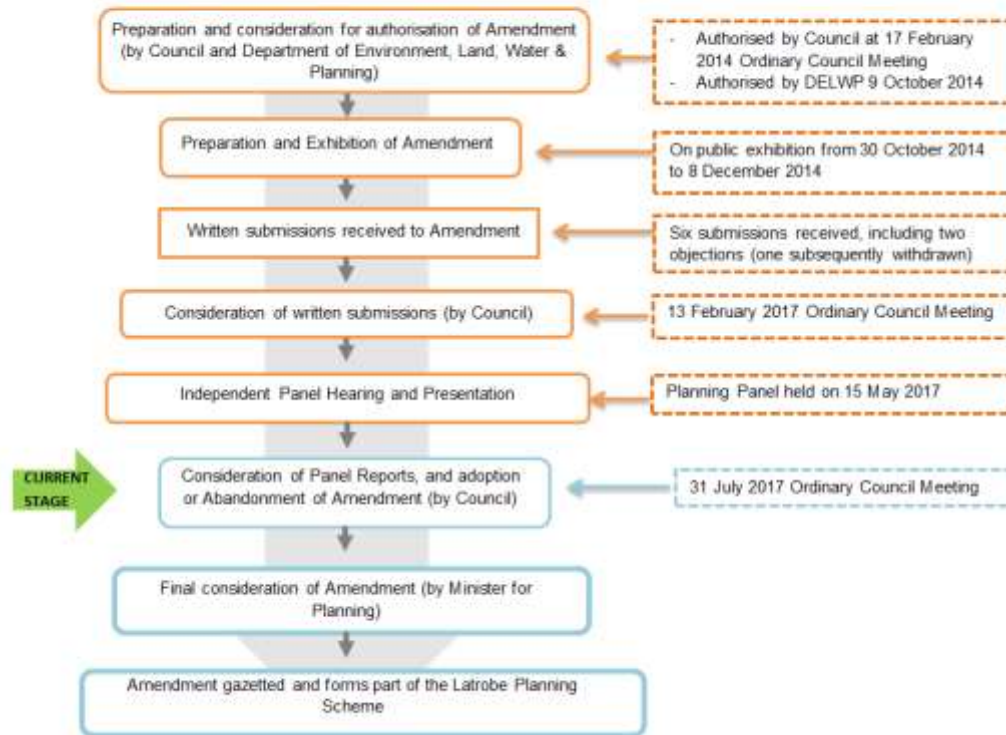 Preparation and consideration for authorisation of Amendment
(by Council and Department of Environment, Land, Water &
Planning)
- Authorised by Council at 17 February
2014 Ordinary Council Meeting
- Authorised by DELWP 9 October 2014
Preparation and Exhibition of Amendment
On public exhibition from 30 October 2014
to 8 December 2014
Written submissions received to Amendment
Six submissions received, including two
objections (one subsequently withdrawn)
Consideration of written submissions (by Council)
13 February 2017 Ordinary Council Meeting
Independent Panel Hearing and Presentation
Planning Panel held on 15 May 2017
CURRENT
STAGE
Consideration of Panel Reports, and adoption
or Abandonment of Amendment (by Council)
31 July 2017 Ordinary Council Meeting
Final consideration of Amendment (by Minister for
Planning)
Amendment gazetted and forms part of the Latrobe Planning
Scheme